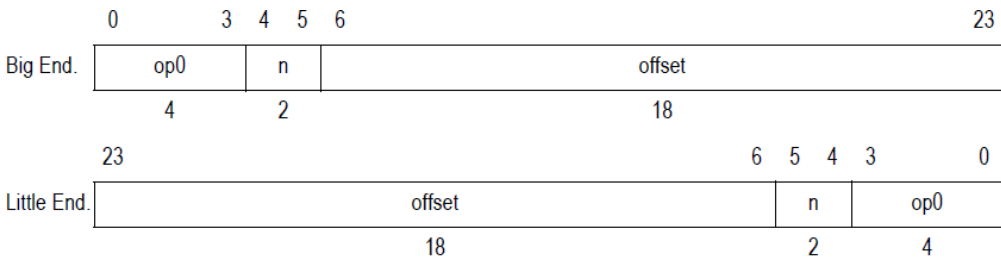 0 3 4 5 6 23
Big End. op0 n offset
4 2 18
23 6 5 4 3 0
Little End. offset n op0
18 2 4